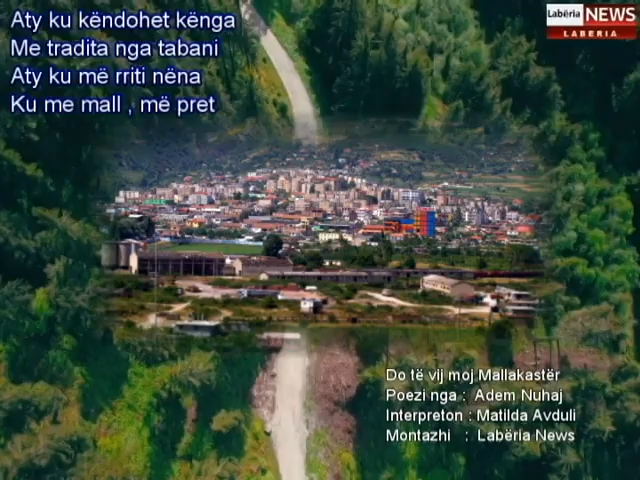 Aty ku këndohet kënga
Me tradita nga tabani
Aty ku më rriti nëna
Ku me mall , më pret
Labëria NEWS
LABERIA
Do të vij moj Mallakastër
Poezi nga : Adem Nuhaj
Interpreton : Matilda Avduli
Montazhi : Labëria News